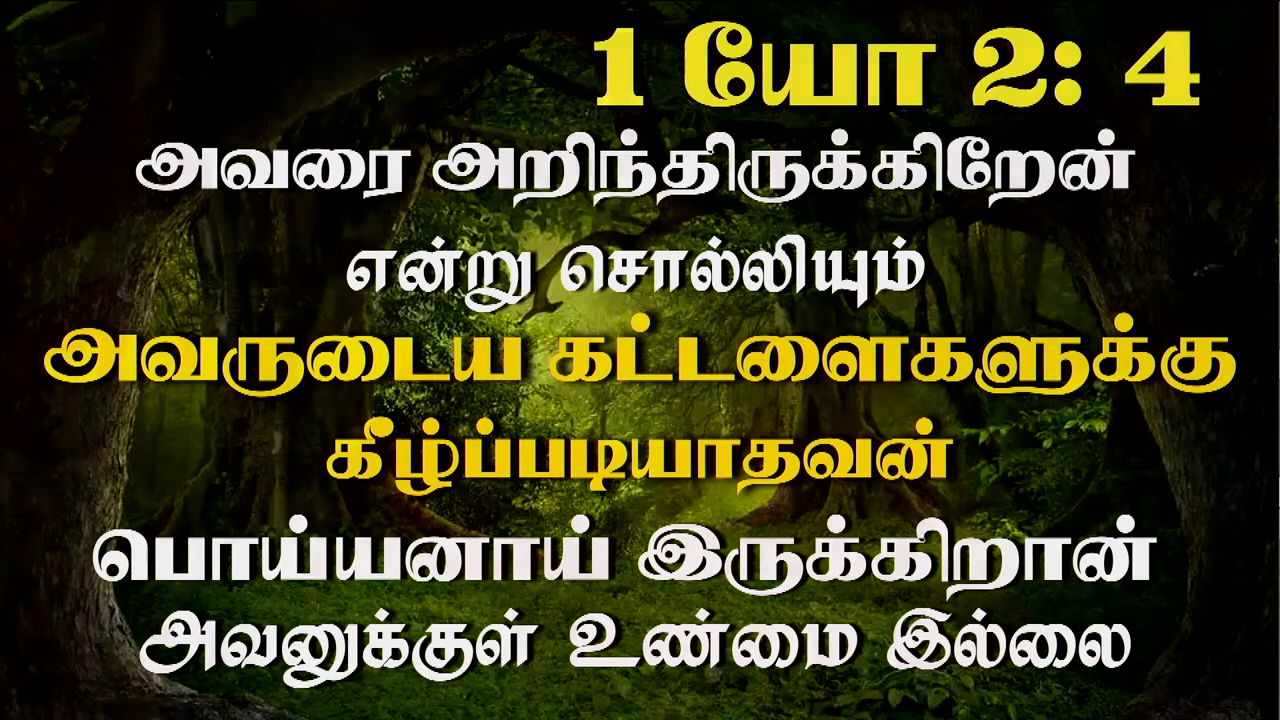 1 யோ 2: 4
அவரை அறிந்திருக்கிறேன்
என்று சொல்லியும்
அவருடைய கட்டளைகளுக்கு
கீழ்ப்படியாதவன்
பொய்யனாய் இருக்கிறான்
அவனுக்குள் உண்மை இல்லை